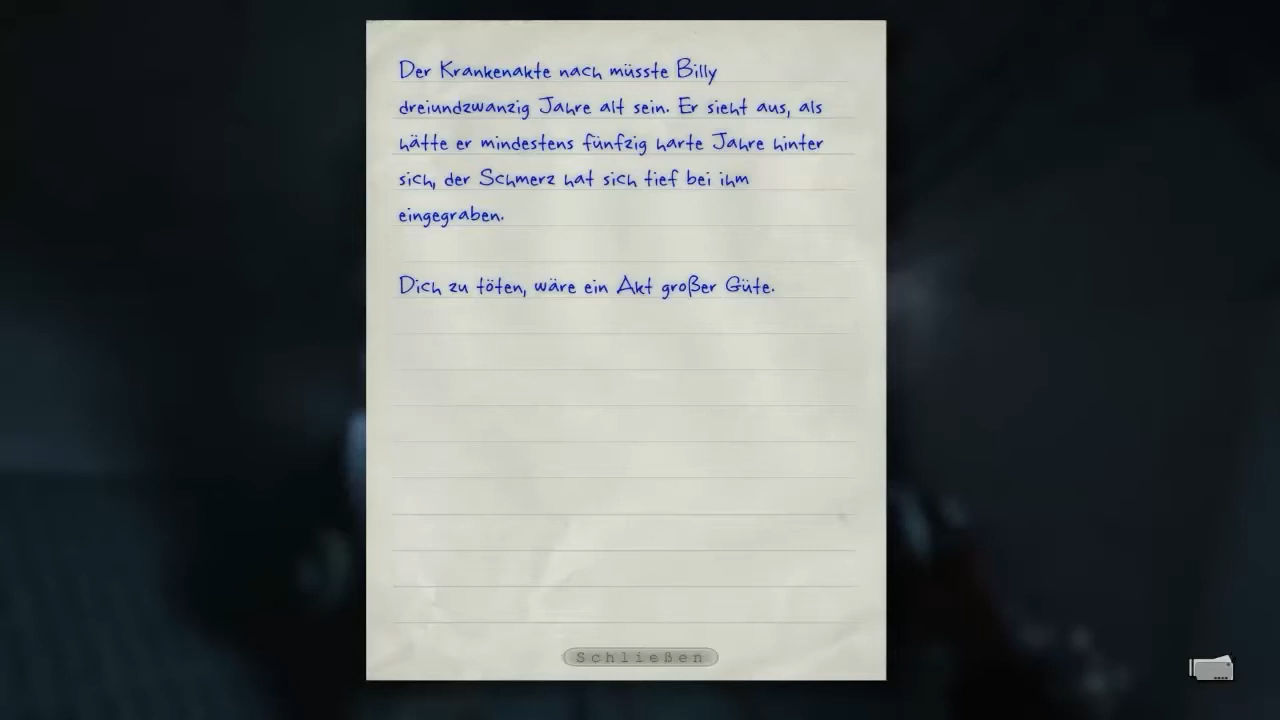 Der Krankenakte nach müsste Billy
dreiundzwanzig Jahre alt sein. Er sieht aus, als
hätte er mindestens fünfzig harte Jahre hinter
sich, der Schmerz hat sich tief bei ihm
eingegraben.
Dich zu töten, wäre ein Akt großer Güte.
Schließen